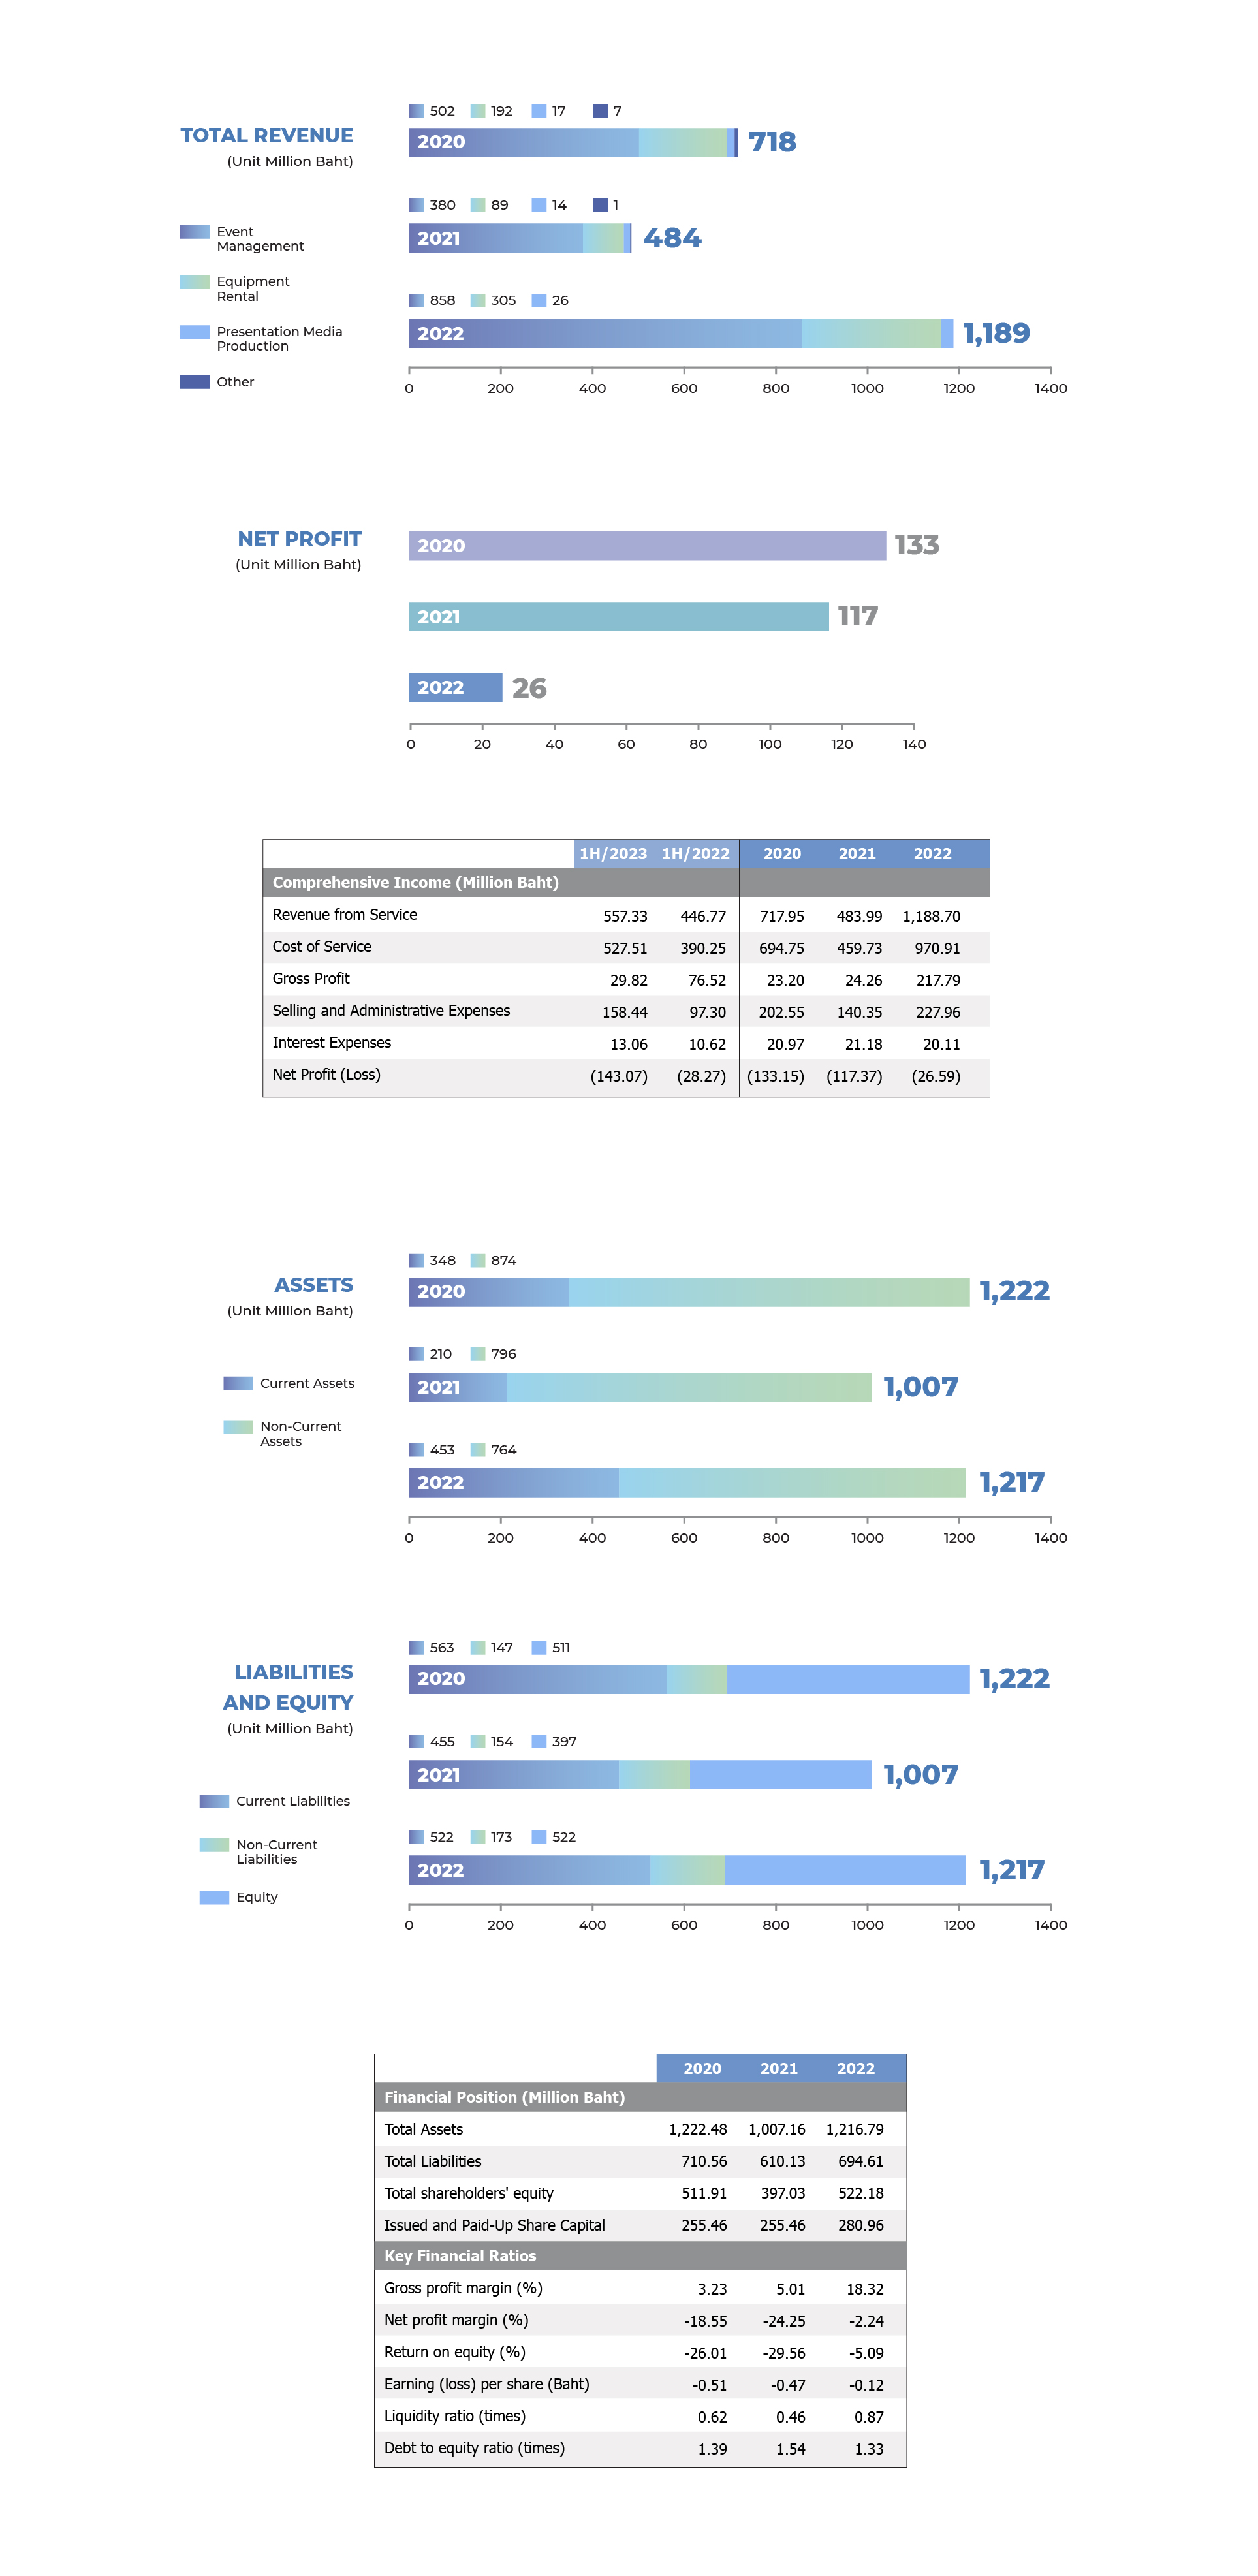 502 192 17 7
TOTAL REVENUE
(Unit Million Baht)
2020 718
380 89 14 1
Event
Management
2021 484
Equipment
Rental
858 305 26
Presentation Media
Production
2022 1,189
Other
0 200 400 600 800 1000 1200 1400
NET PROFIT
(Unit Million Baht)
2020 133
2021 117
2022 26
0 20 40 60 80 100 120 140
1H/2023 1H/2022 2020 2021 2022
Comprehensive Income (Million Baht)
Revenue from Service 557.33 446.77 717.95 483.99 1,188.70
Cost of Service 527.51 390.25 694.75 459.73 970.91
Gross Profit 29.82 76.52 23.20 24.26 217.79
Selling and Administrative Expenses 158.44 97.30 202.55 140.35 227.96
Interest Expenses 13.06 10.62 20.97 21.18 20.11
Net Profit (Loss) (143.07) (28.27) (133.15) (117.37) (26.59)
348 874
ASSETS
(Unit Million Baht)
2020 1,222
210 796
Current Assets
2021 1,007
Non-Current
Assets
453 764
2022 1,217
0 200 400 600 800 1000 1200 1400
563 147 511
LIABILITIES
AND EQUITY
(Unit Million Baht)
2020 1,222
455 154 397
2021 1,007
Current Liabilities
522 173 522
Non-Current
Liabilities
2022 1,217
Equity
0 200 400 600 800 1000 1200 1400
2020 2021 2022
Financial Position (Million Baht)
Total Assets 1,222.48 1,007.16 1,216.79
Total Liabilities 710.56 610.13 694.61
Total shareholders' equity 511.91 397.03 522.18
Issued and Paid-Up Share Capital 255.46 255.46 280.96
Key Financial Ratios
Gross profit margin (%) 3.23 5.01 18.32
Net profit margin (%) -18.55 -24.25 -2.24
Return on equity (%) -26.01 -29.56 -5.09
Earning (loss) per share (Baht) -0.51 -0.47 -0.12
Liquidity ratio (times) 0.62 0.46 0.87
Debt to equity ratio (times) 1.39 1.54 1.33